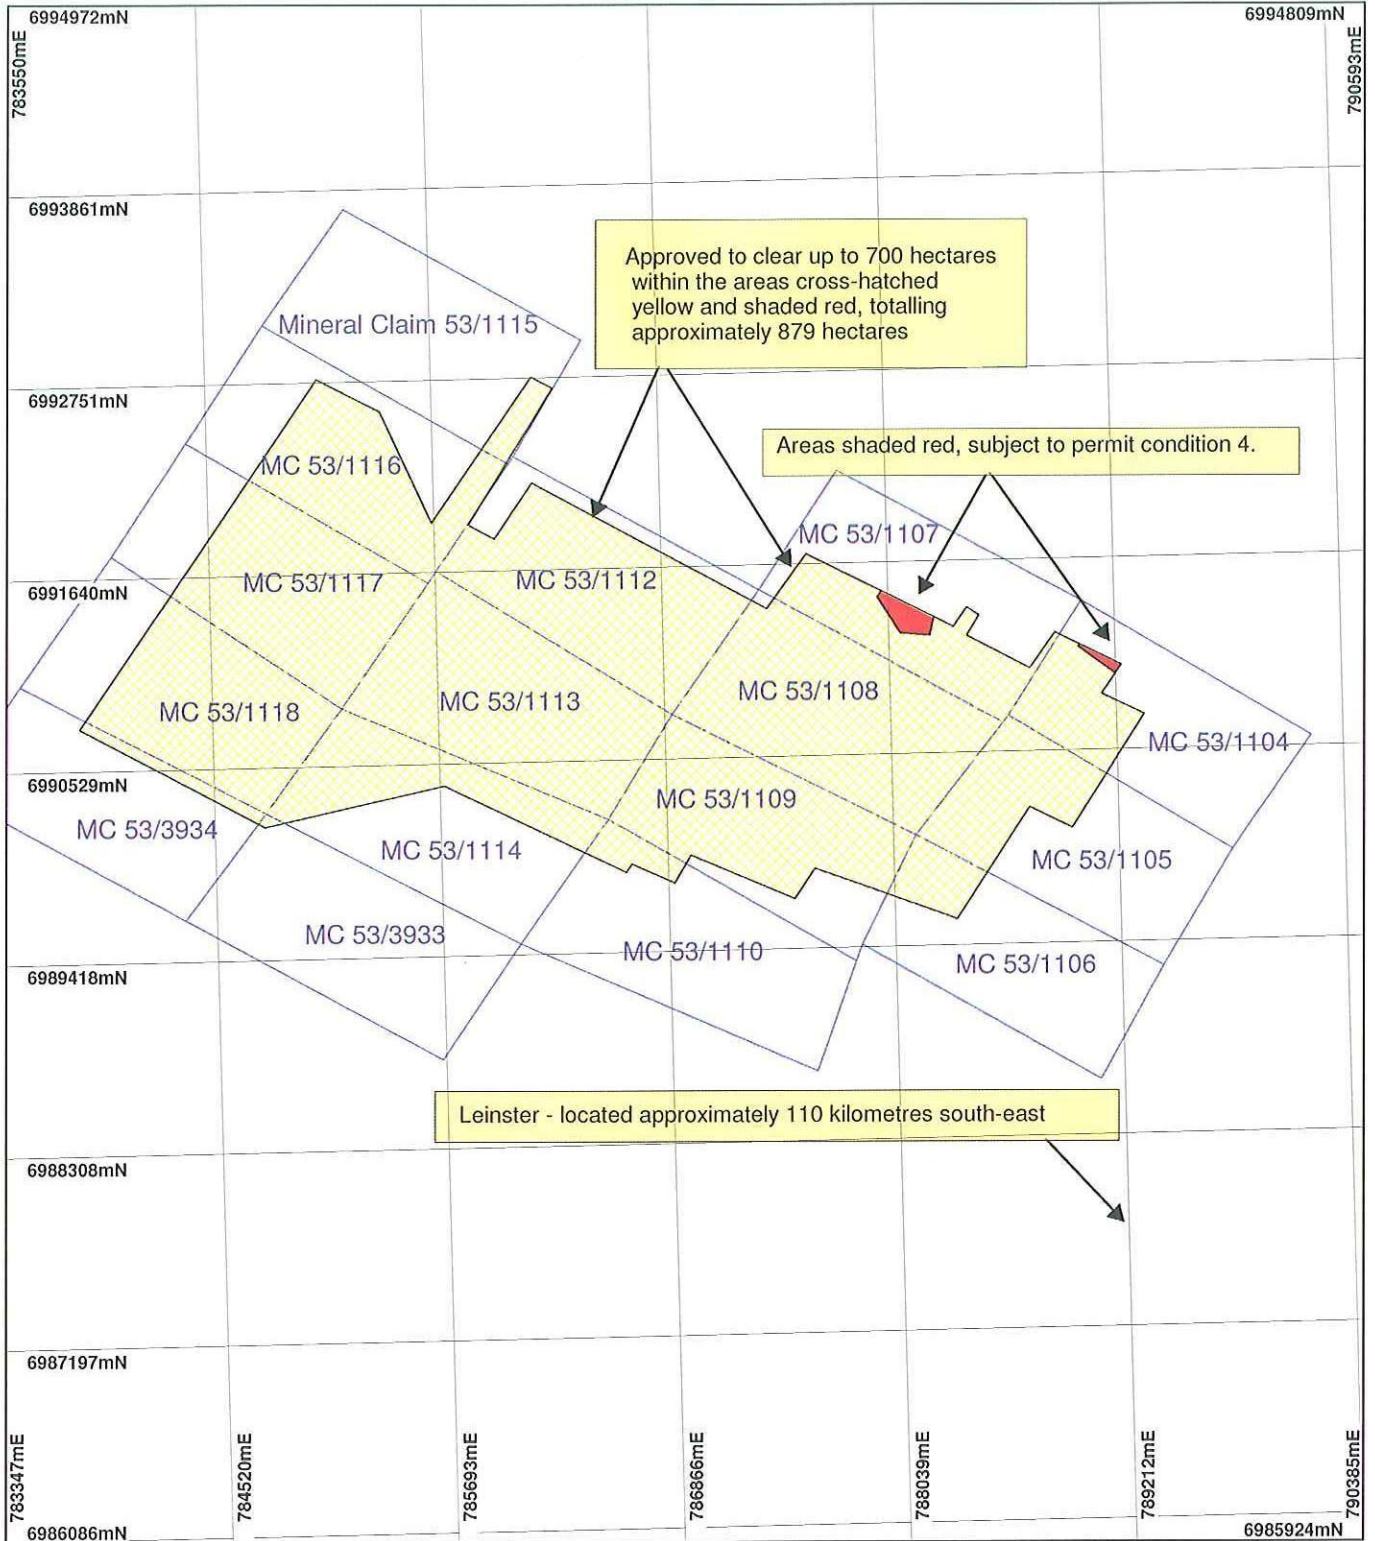 6994972mN
6994809mN
783550mE
790593mE
6993861mN
Approved to clear up to 700 hectares
within the areas cross-hatched
yellow and shaded red, totalling
approximately 879 hectares
Mineral Claim 53/1115
6992751mN
Areas shaded red, subject to permit condition 4.
MC 53/1116
MC 53/1107
MC 53/1117
MC 53/1112
6991640mN
MC 53/1108
MC 53/1113
MC 53/1118
MC 53/1104
6990529mN
MC 53/1109
MC 53/3934
MC 53/1114
MC 53/1105
MC 53/3933
MC 53/1110
MC 53/1106
6989418mN
Leinster - located approximately 110 kilometres south-east
6988308mN
6987197mN
783347mE
784520mE
785693mE
786866mE
788039mE
789212mE
790385mE
6986086mN
6985924mN